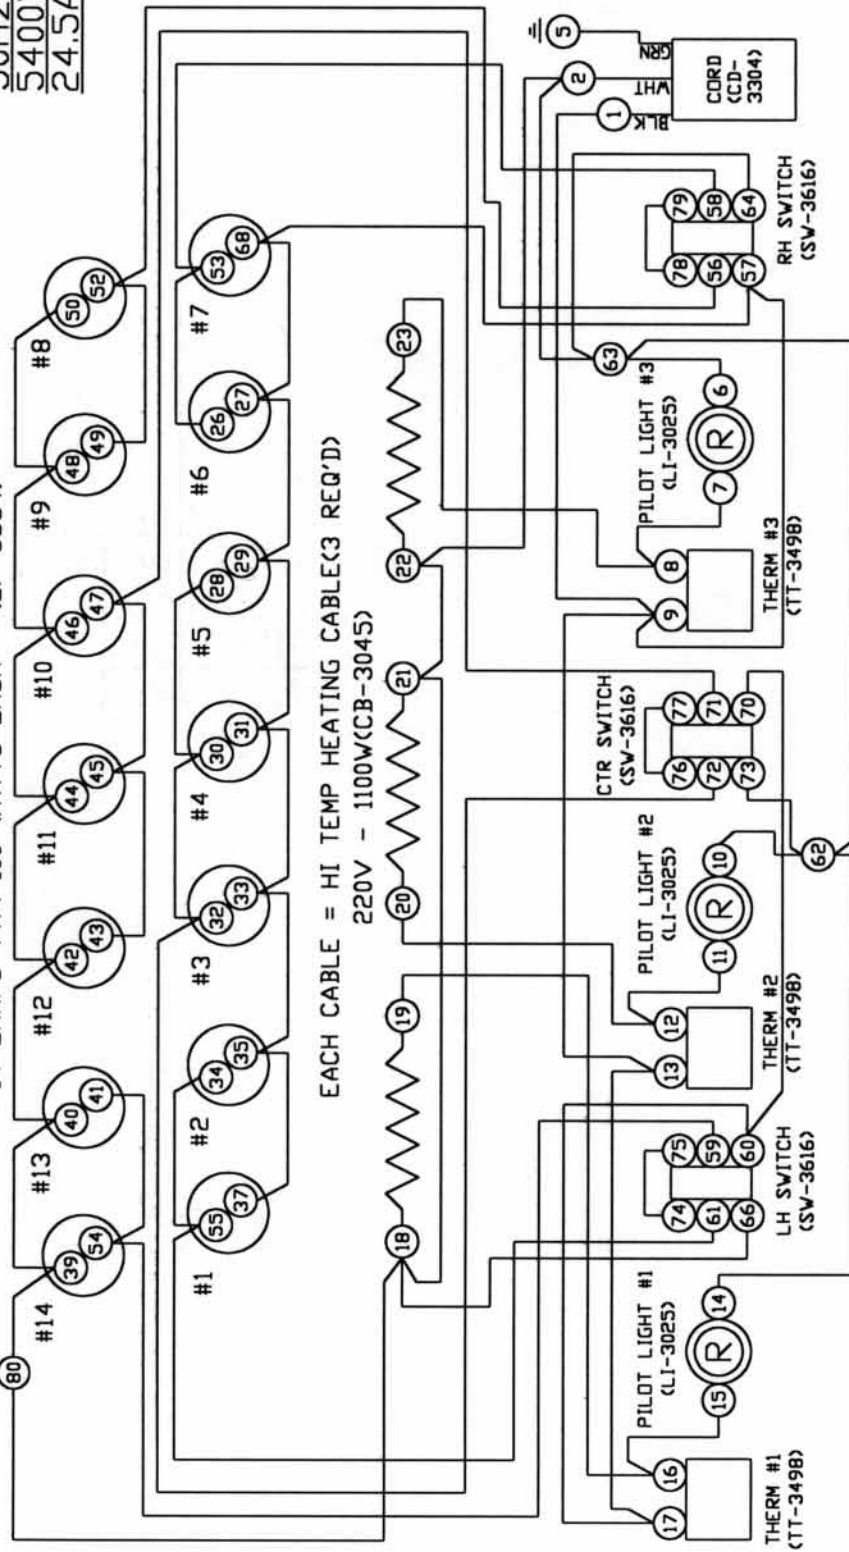 5400
24.5A
80
39
54
#14
40
41
#13
42
43
#12
44
45
#11
46
47
#10
48
49
#9
50
52
#8
55
37
#1
34
35
#2
32
33
#3
30
31
#4
28
29
#5
26
27
#6
53
68
#7
EACH CABLE = HI TEMP HEATING CABLE(3 REQ'D)
220V - 1100W(CB-3045)
18
19
20
21
22
23
17
16
THERM #1
(TT-3498)
15
R
14
PILOT LIGHT #1
(LI-3025)
74
75
61
59
66
60
LH SWITCH
(SW-3616)
13
12
THERM #2
(TT-3498)
11
R
10
PILOT LIGHT #2
(LI-3025)
62
CTR SWITCH
(SW-3616)
76
77
72
71
73
70
9
8
THERM #3
(TT-3498)
7
R
6
PILOT LIGHT #3
(LI-3025)
63
78
79
56
58
57
64
RH SWITCH
(SW-3616)
1
2
5
BLK
WHT
GRN
CORD
(CD-
3304)